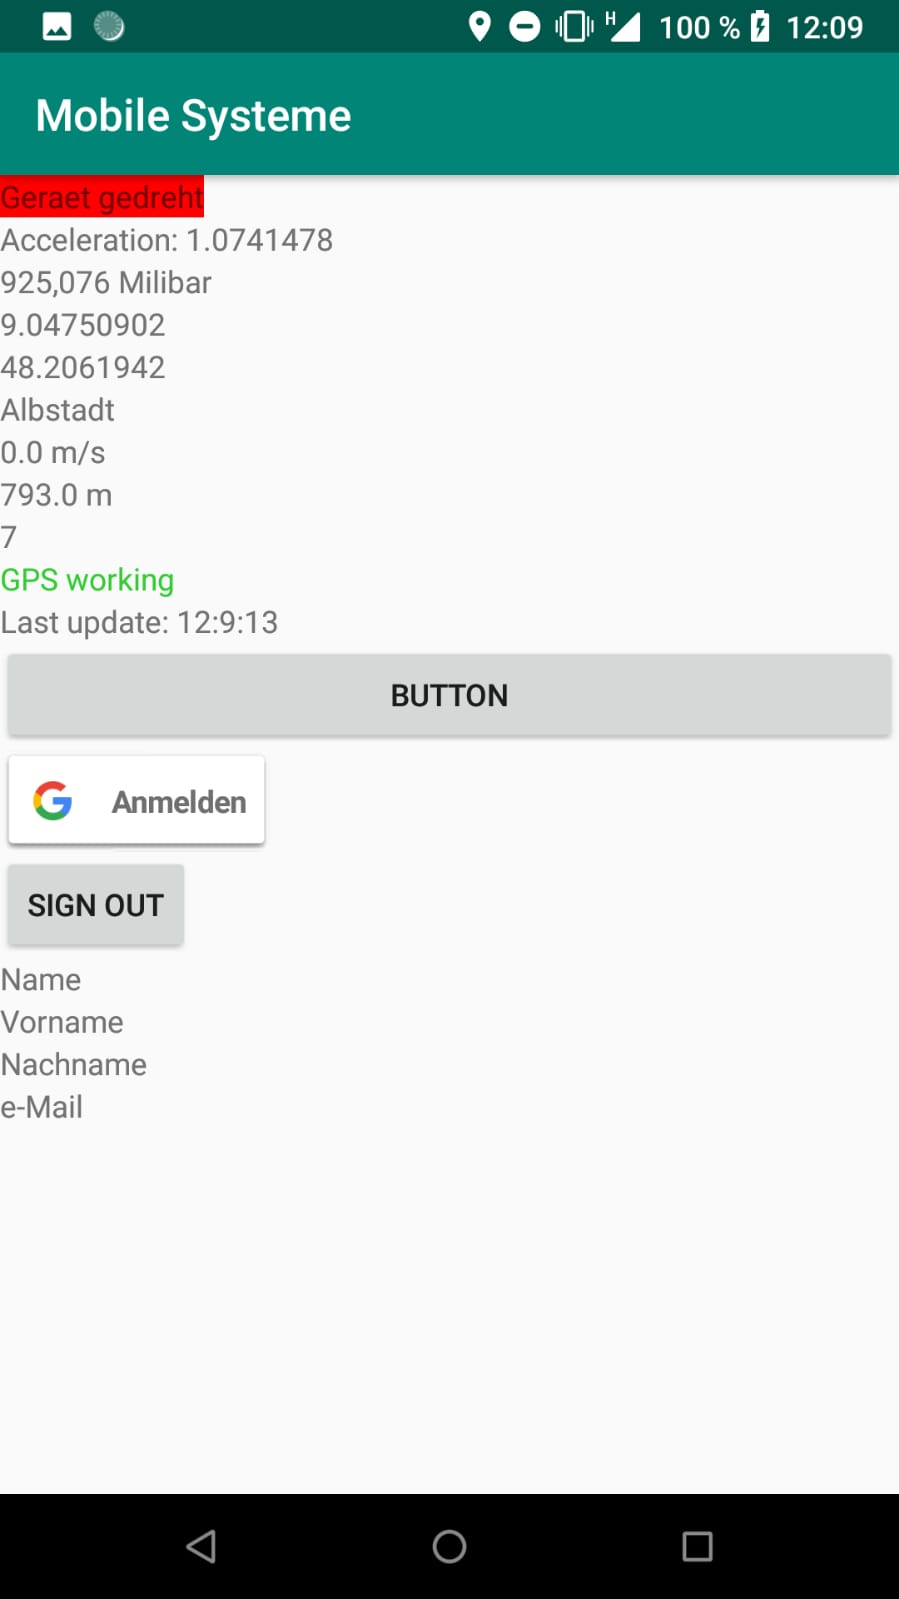 H 100 % 12:09
Mobile Systeme
Geraet gedreht
Acceleration: 1.0741478
925,076 Milibar
9.04750902
48.2061942
Albstadt
0.0 m/s
793.0 m
7
GPS working
Last update: 12:9:13
BUTTON
Anmelden
SIGN OUT
Name
Vorname
Nachname
e-Mail